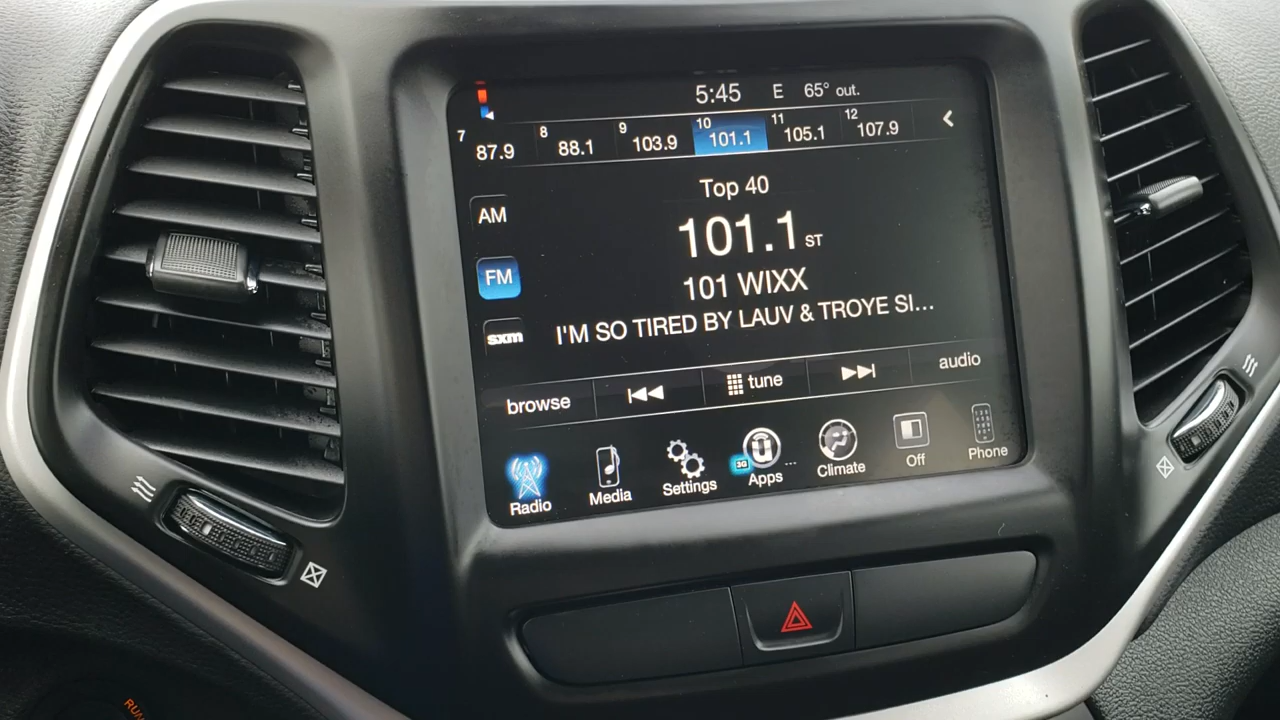 5:45 E 65° out.
7 87.9 8 88.1 9 103.9 10 101.1 11 105.1 12 107.9
Top 40
AM
101.1 ST
FM
101 WIXX
sxm
I'M SO TIRED BY LAUV & TROYE SI...
browse tune audio
3G ...
Radio Media Settings Apps Climate Off Phone
RUN